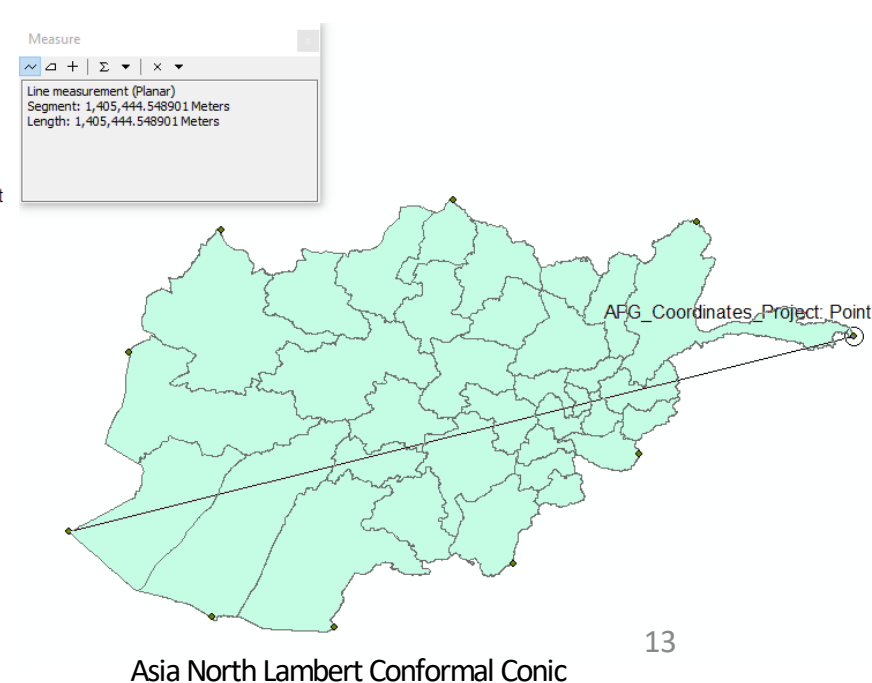 Measure
Line measurement (Planar)
Segment: 1,405,444.548901 Meters
Length: 1,405,444.548901 Meters
t
AFG_Coordinates_Project: Point
13
Asia North Lambert Conformal Conic